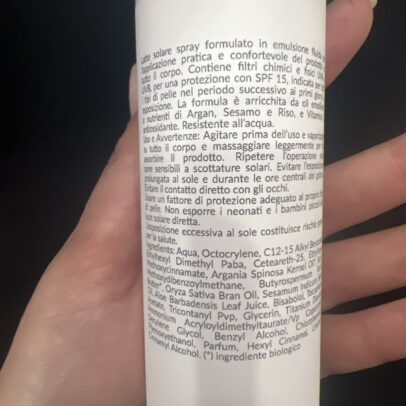 Latte solare spray formulato in emulsione fluida
l'applicazione pratica e confortevole del prodotto
tutto il corpo. Contiene filtri chimici e fisici UVA
UVB, per una protezione con SPF 15, indicata per
i tipi di pelle nel periodo successivo ai primi giorni
esposizione. La formula è arricchita da oli emollienti
e nutrienti di Argan, Sesamo e Riso, e Vitamina
antiossidante. Resistente all'acqua.
Uso e Avvertenze: Agitare prima dell'uso e vaporizzare
su tutto il corpo e massaggiare leggermente per
assorbire il prodotto. Ripetere l'operazione
zone sensibili a scottature solari. Evitare l'esposizione
prolungata al sole e durante le ore centrali del giorno
Evitare il contatto diretto con gli occhi.
Usare un fattore di protezione adeguato al proprio
di pelle. Non esporre i neonati e i bambini piccoli
luce solare diretta.
L'esposizione eccessiva al sole costituisce rischio
per la salute.
Ingredients: Aqua, Octocrylene, C12-15 Alkyl
Ethylhexyl Dimethyl Paba, Ceteareth-25,
Methoxycinnamate, Argania Spinosa Kernel Oil*
Methoxydibenzoylmethane, Butyrospermum
Butter*, Oryza Sativa Bran Oil, Sesamum
Oil, Aloe Barbadensis Leaf Juice, Bisabolol,
Acetate, Tricontanyl Pvp, Glycerin, Titanium
Ammonium Acryloyldimethyltaurate/Vp
Butylene Glycol, Benzyl Alcohol,
Phenoxyethanol, Parfum, Hexyl Cinnamal,
Cinnamyl Alcohol. (*) ingrediente biologico